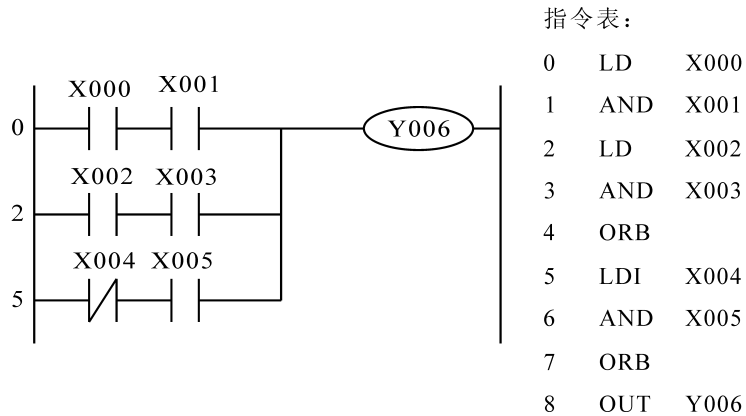 X000 X001
0 Y006
X002 X003
2
X004 X005
5
指令表：
0 LD X000
1 AND X001
2 LD X002
3 AND X003
4 ORB
5 LDI X004
6 AND X005
7 ORB
8 OUT Y006